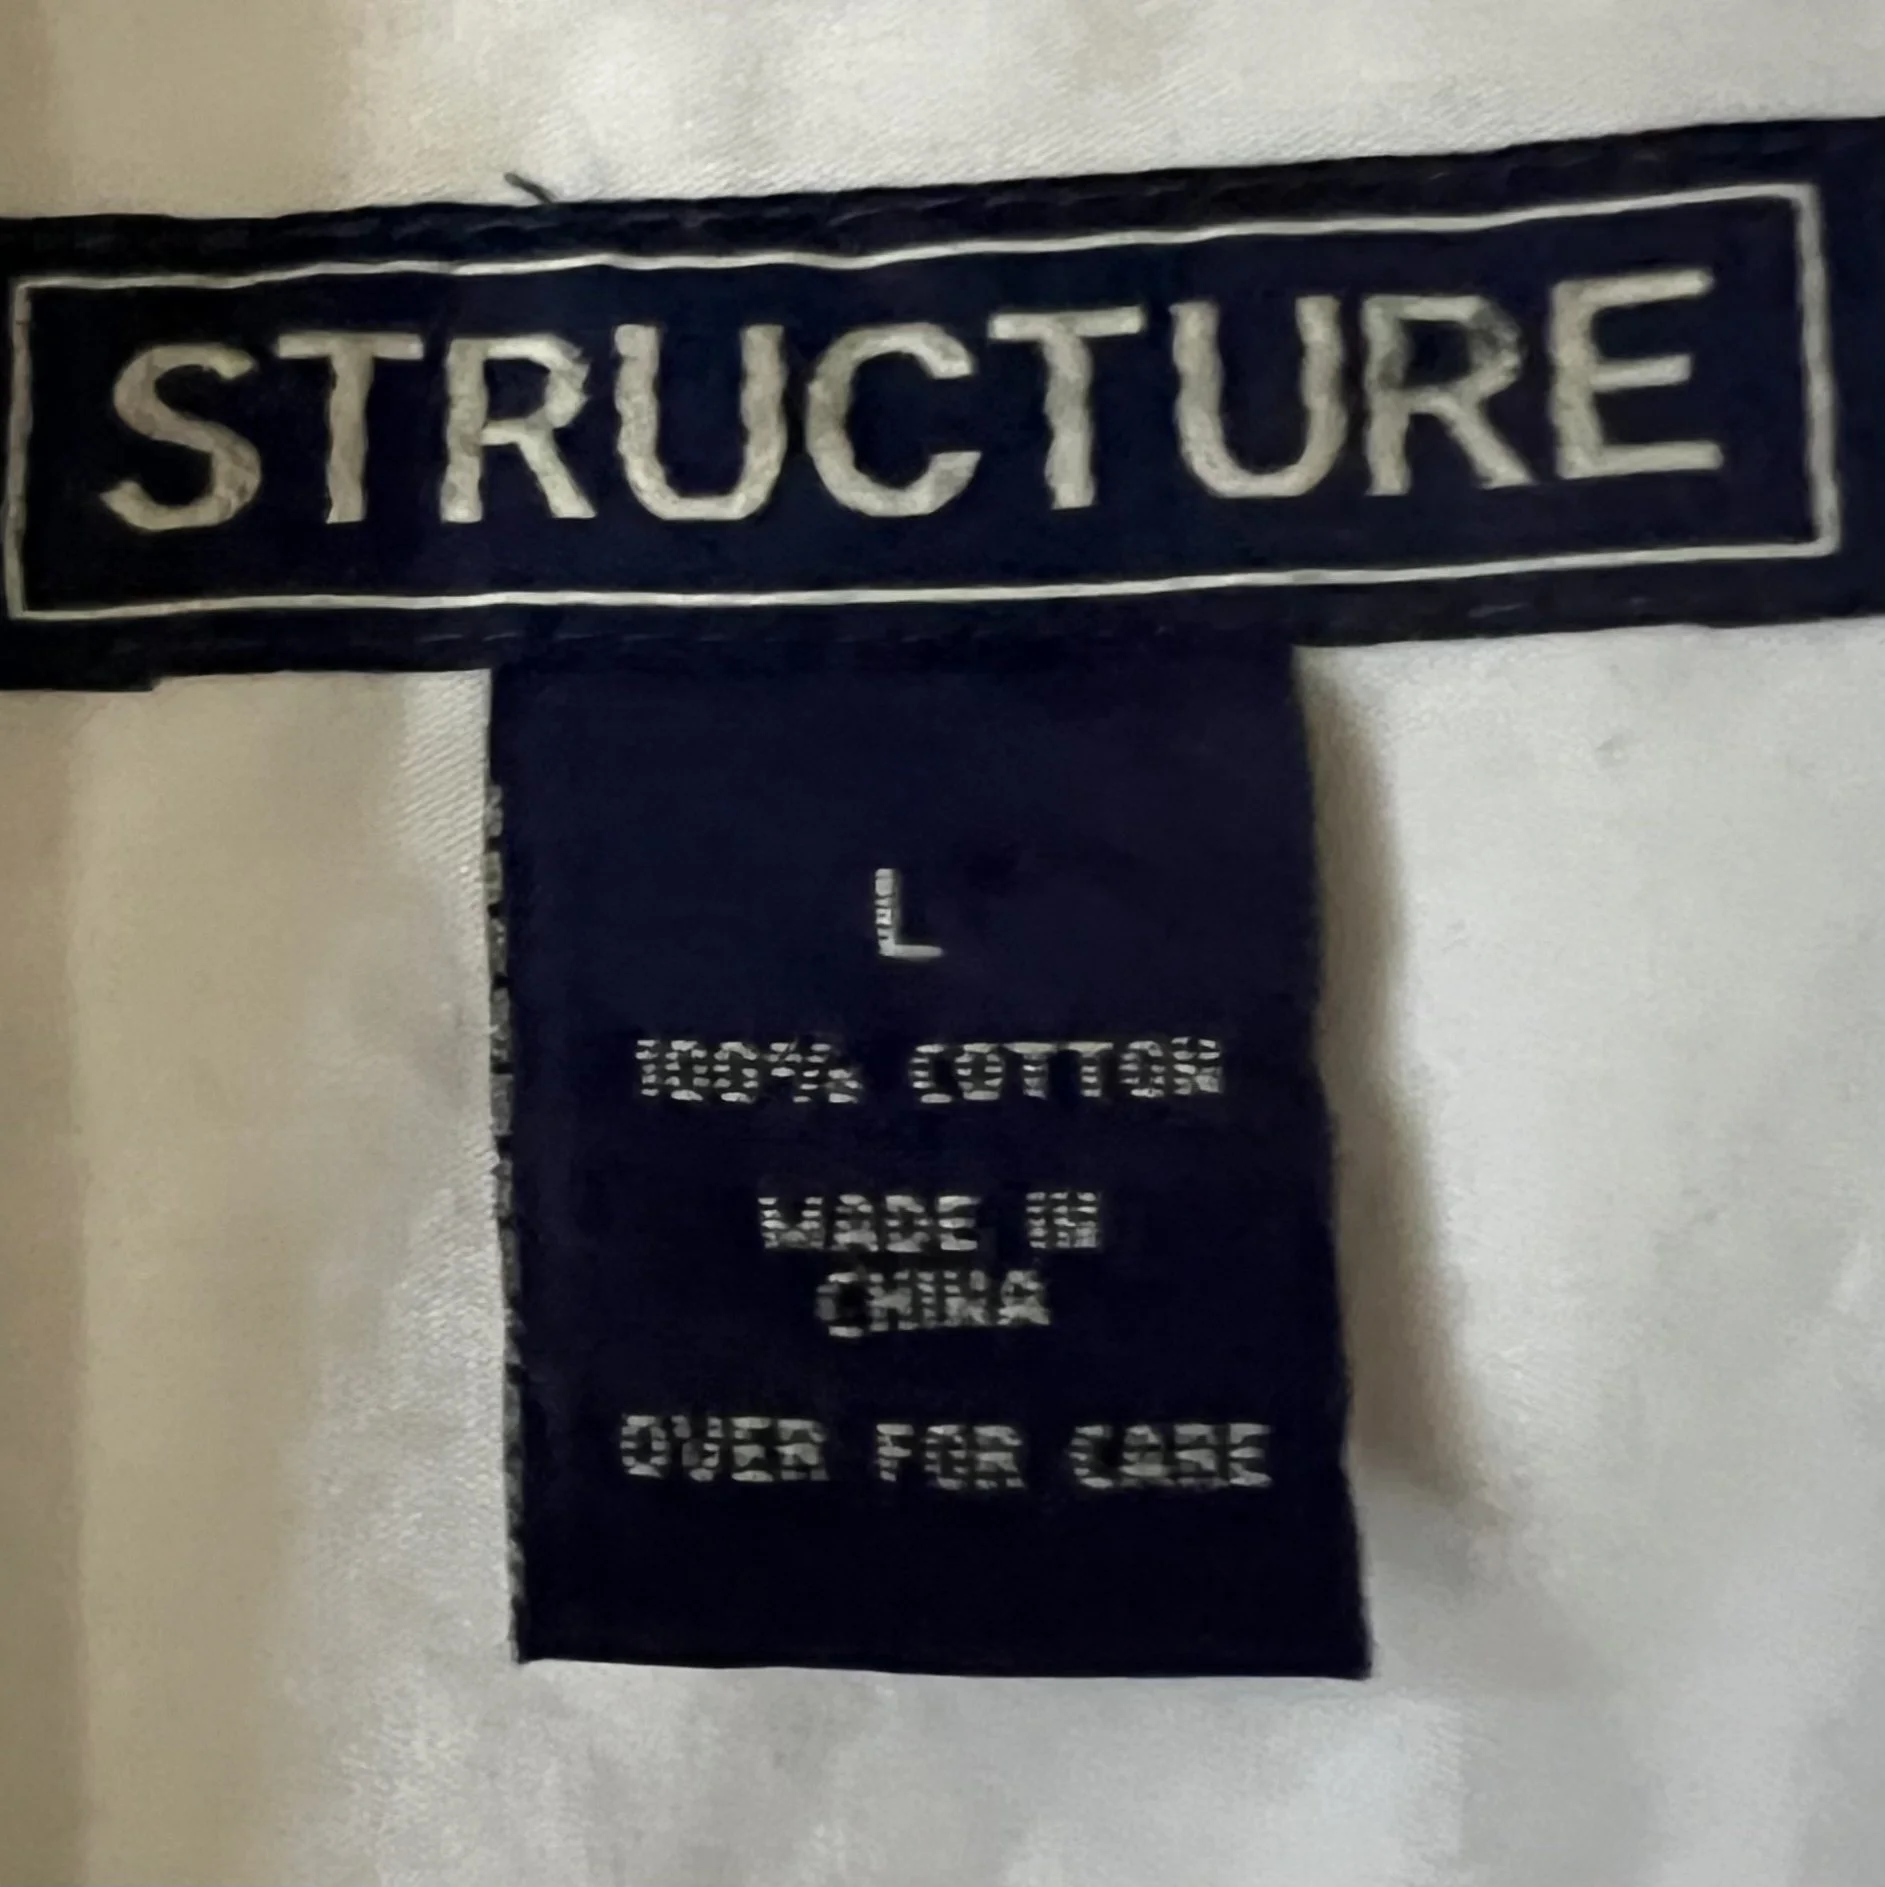 STRUCTURE
L
100% COTTON
MADE IN
CHINA
OVER FOR CARE